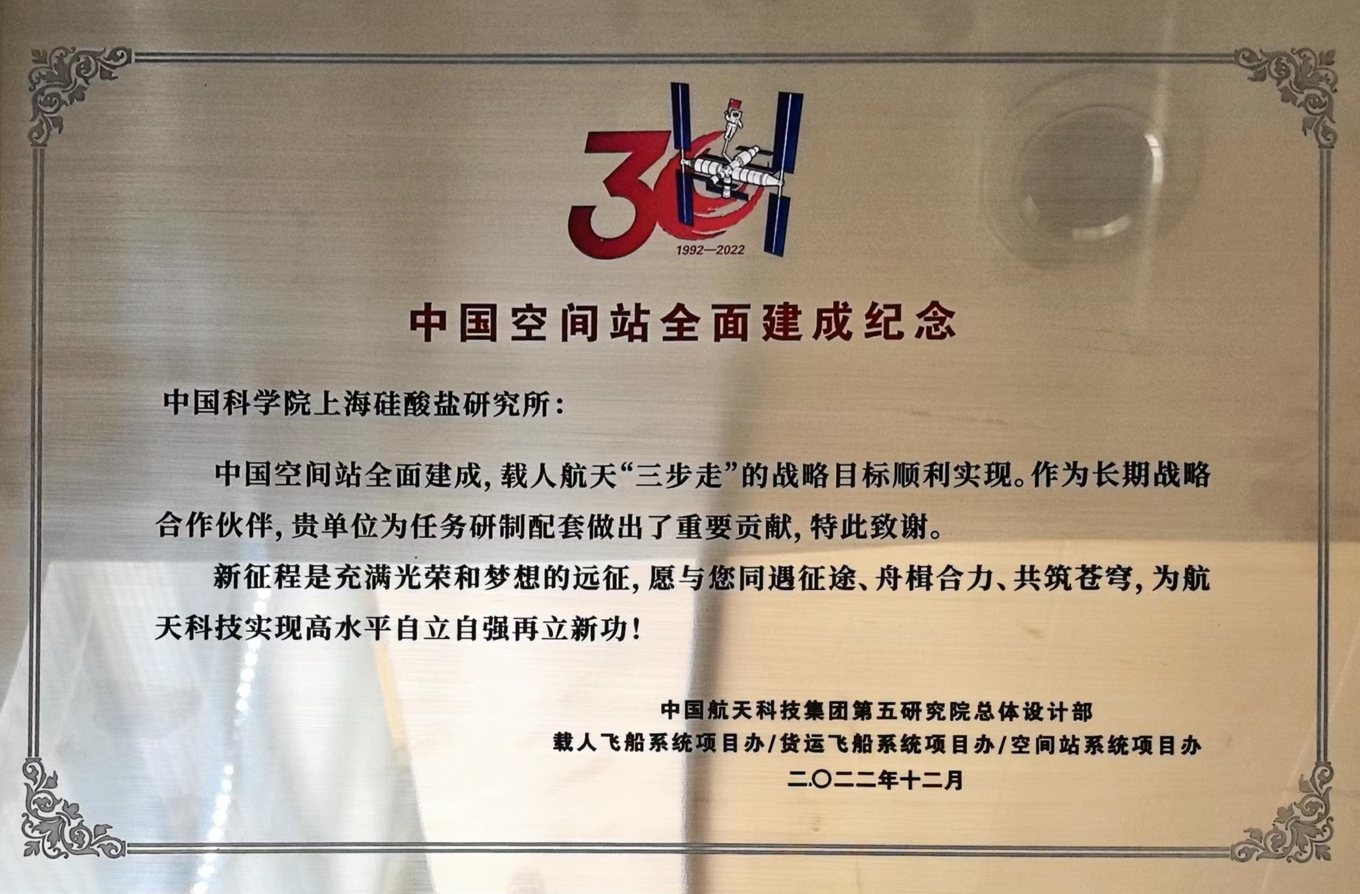 30
1992—2022
中国空间站全面建成纪念
中国科学院上海硅酸盐研究所：
中国空间站全面建成，载人航天“三步走”的战略目标顺利实现。作为长期战略
合作伙伴，贵单位为任务研制配套做出了重要贡献，特此致谢。
新征程是充满光荣和梦想的远征，愿与您同遇征途、舟楫合力、共筑苍穹，为航
天科技实现高水平自立自强再立新功！
中国航天科技集团第五研究院总体设计部
载人飞船系统项目办/货运飞船系统项目办/空间站系统项目办
二〇二二年十二月